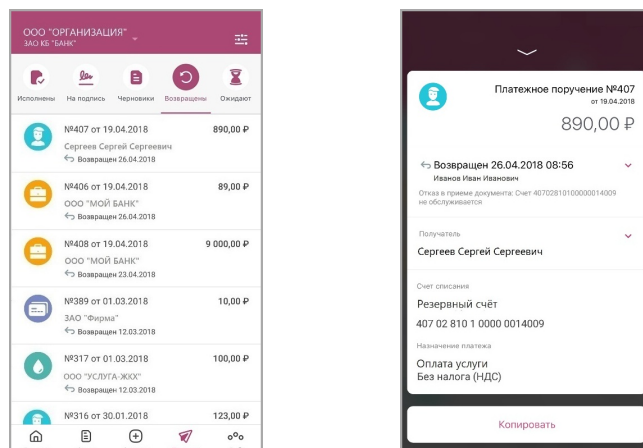 ООО "ОРГАНИЗАЦИЯ"
ЗАО КБ "БАНК"
Исполнены На подпись Черновики Возвращены Ожидают
№407 от 19.04.2018 890,00 ₽
Сергеев Сергей Сергеевич
Возвращен 26.04.2018
№406 от 19.04.2018 89,00 ₽
ООО "МОЙ БАНК"
Возвращен 26.04.2018
№408 от 19.04.2018 9 000,00 ₽
ООО "МОЙ БАНК"
Возвращен 23.04.2018
№389 от 01.03.2018 10,00 ₽
ЗАО "Фирма"
Возвращен 12.03.2018
№317 от 01.03.2018 100,00 ₽
ООО "УСЛУГА-ЖКХ"
Возвращен 12.03.2018
№316 от 30.01.2018 123,00 ₽
Платежное поручение №407
от 19.04.2018
890,00 ₽
Возвращен 26.04.2018 08:56
Иванов Иван Иванович
Отказ в приеме документа: Счет 40702810100000014009
не обслуживается
Получатель
Сергеев Сергей Сергеевич
Счет списания
Резервный счёт
407 02 810 1 0000 0014009
Назначение платежа
Оплата услуги
Без налога (НДС)
Копировать